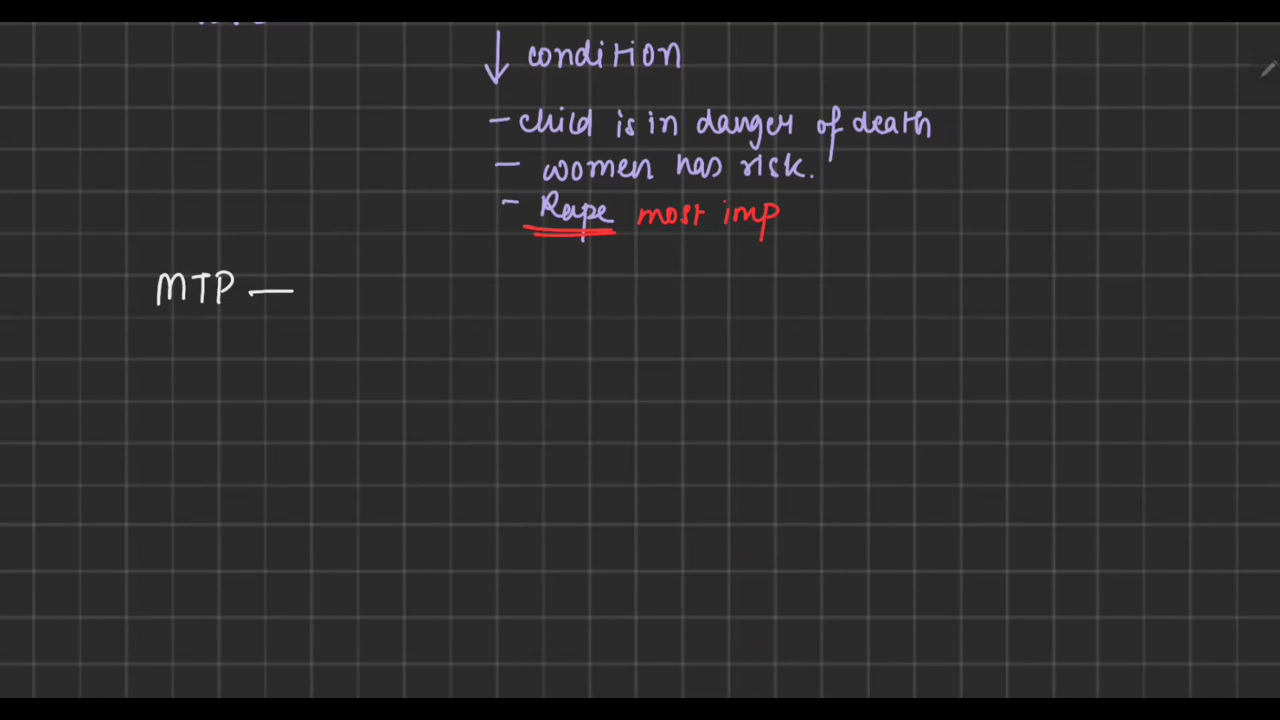 ↓ condition
- child is in danger of death
- women has risk.
- Rape most imp
MTP —